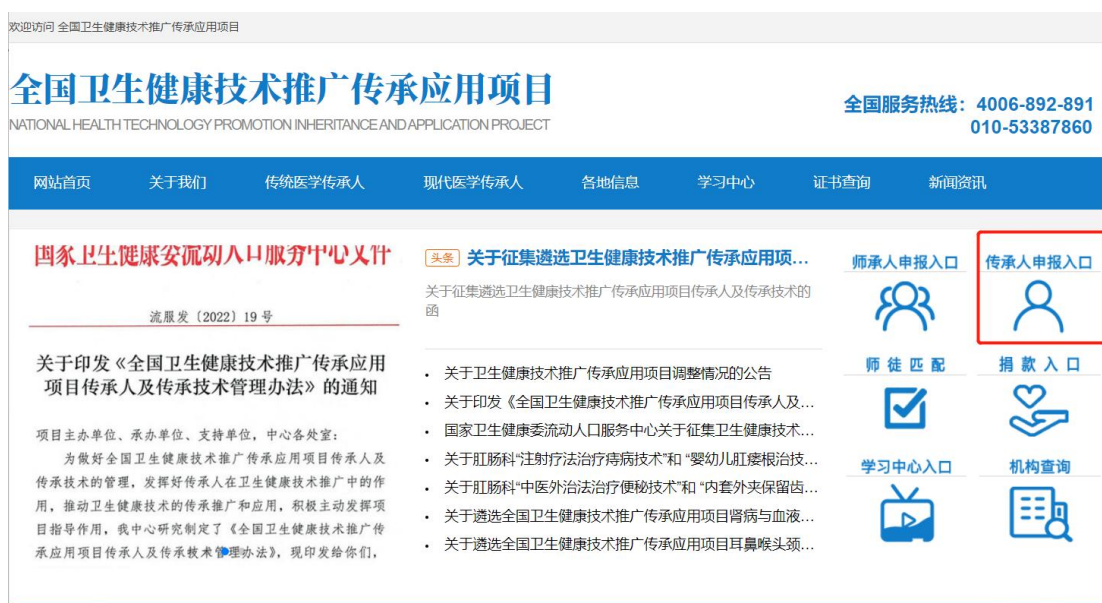 欢迎访问 全国卫生健康技术推广传承应用项目
全国卫生健康技术推广传承应用项目
NATIONAL HEALTH TECHNOLOGY PROMOTION INHERITANCE AND APPLICATION PROJECT
全国服务热线：4006-892-891
010-53387860
网站首页 关于我们 传统医学传承人 现代医学传承人 各地信息 学习中心 证书查询 新闻资讯
国家卫生健康委流动人口服务中心文件
流服发〔2022〕19号
关于印发《全国卫生健康技术推广传承应用
项目传承人及传承技术管理办法》的通知
项目主办单位、承办单位、支持单位，中心各处室：
为做好全国卫生健康技术推广传承应用项目传承人及
传承技术的管理，发挥好传承人在卫生健康技术推广中的作
用，推动卫生健康技术的传承推广和应用，积极主动发挥项
目指导作用，我中心研究制定了《全国卫生健康技术推广传
承应用项目传承人及传承技术管理办法》，现印发给你们，
头条 关于征集遴选卫生健康技术推广传承应用项...
关于征集遴选卫生健康技术推广传承应用项目传承人及传承技术的
函
· 关于卫生健康技术推广传承应用项目调整情况的公告
· 关于印发《全国卫生健康技术推广传承应用项目传承人及...
· 国家卫生健康委流动人口服务中心关于征集卫生健康技术...
· 关于肛肠科“注射疗法治疗痔病技术”和 “婴幼儿肛瘘根治技...
· 关于肛肠科“中医外治法治疗便秘技术”和 “内套外夹保留齿...
· 关于遴选全国卫生健康技术推广传承应用项目肾病与血液...
· 关于遴选全国卫生健康技术推广传承应用项目耳鼻喉头颈...
师承人申报入口 传承人申报入口
师徒匹配 捐款入口
学习中心入口 机构查询